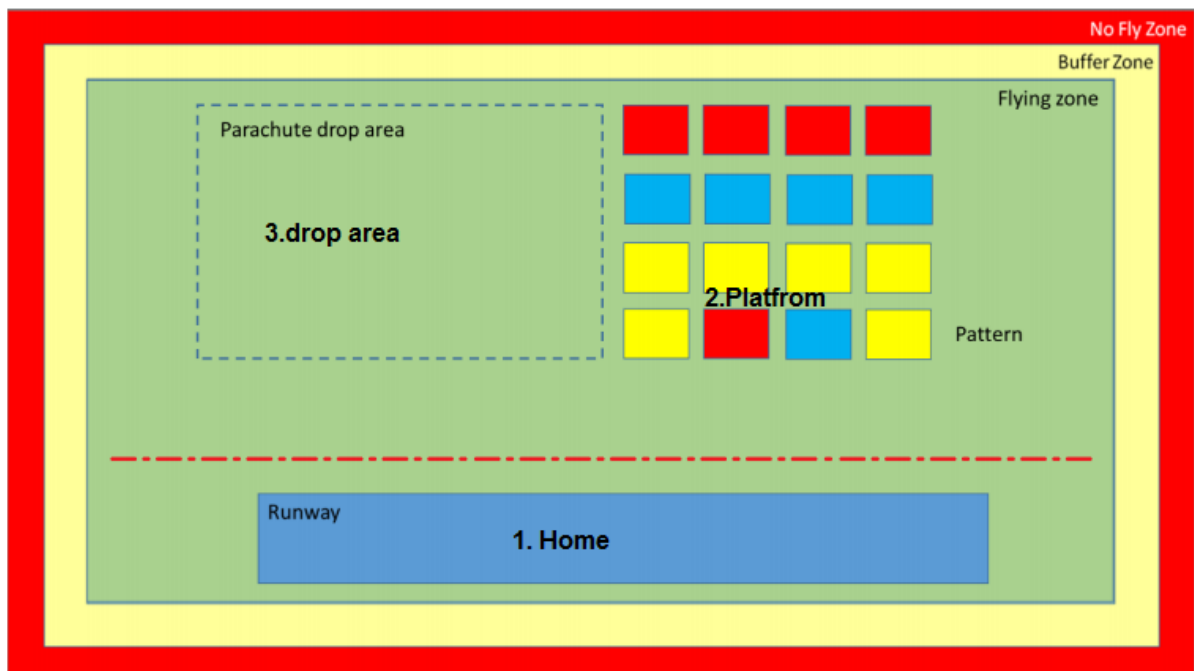 No Fly Zone
Buffer Zone
Flying zone
Parachute drop area
3.drop area
2.Platfrom
Pattern
Runway
1. Home